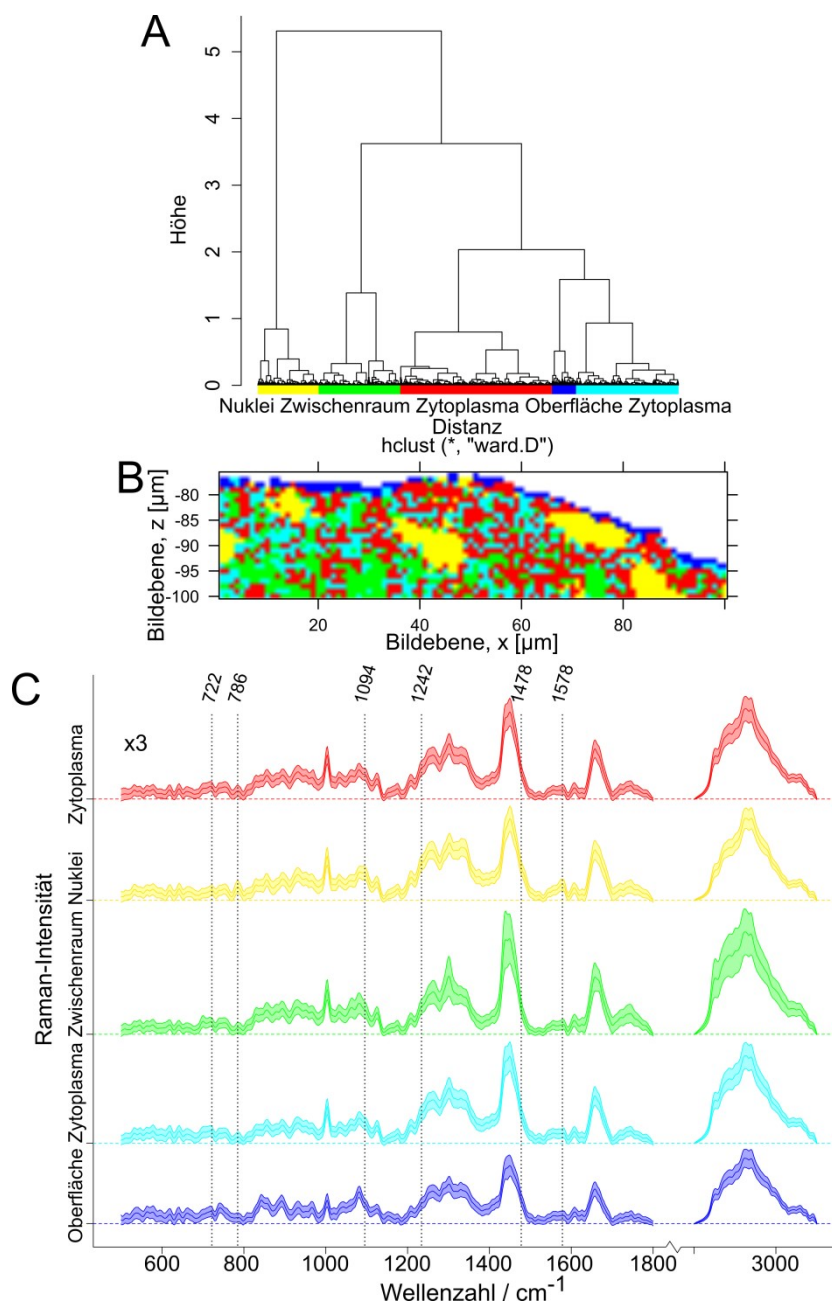 A
Höhe
5
4
3
2
1
0
Nuklei Zwischenraum Zytoplasma Oberfläche Zytoplasma
Distanz
hclust (*, "ward.D")
B
Bildebene, z [µm]
-80
-85
-90
-95
-100
20 40 60 80
Bildebene, x [µm]
C
722 786 1094 1242 1478 1578
x3
Raman-Intensität
Zytoplasma
Nuklei
Zwischenraum
Zytoplasma
Oberfläche
600 800 1000 1200 1400 1600 1800 3000
Wellenzahl / cm⁻¹